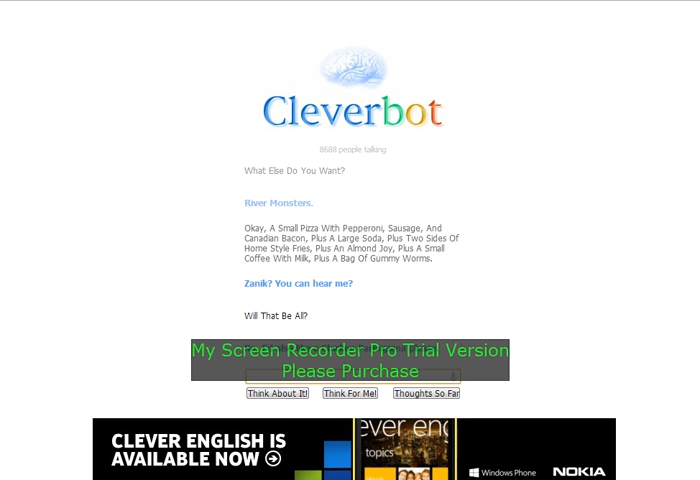 Cleverbot
8688 people talking
What Else Do You Want?
River Monsters.
Okay, A Small Pizza With Pepperoni, Sausage, And
Canadian Bacon, Plus A Large Soda, Plus Two Sides Of
Home Style Fries, Plus An Almond Joy, Plus A Small
Coffee With Milk, Plus A Bag Of Gummy Worms.
Zanik? You can hear me?
Will That Be All?
My Screen Recorder Pro Trial Version
Please Purchase
Think About It!
Think For Me!
Thoughts So Far
CLEVER ENGLISH IS
AVAILABLE NOW
ever eng
topics
Windows Phone
NOKIA